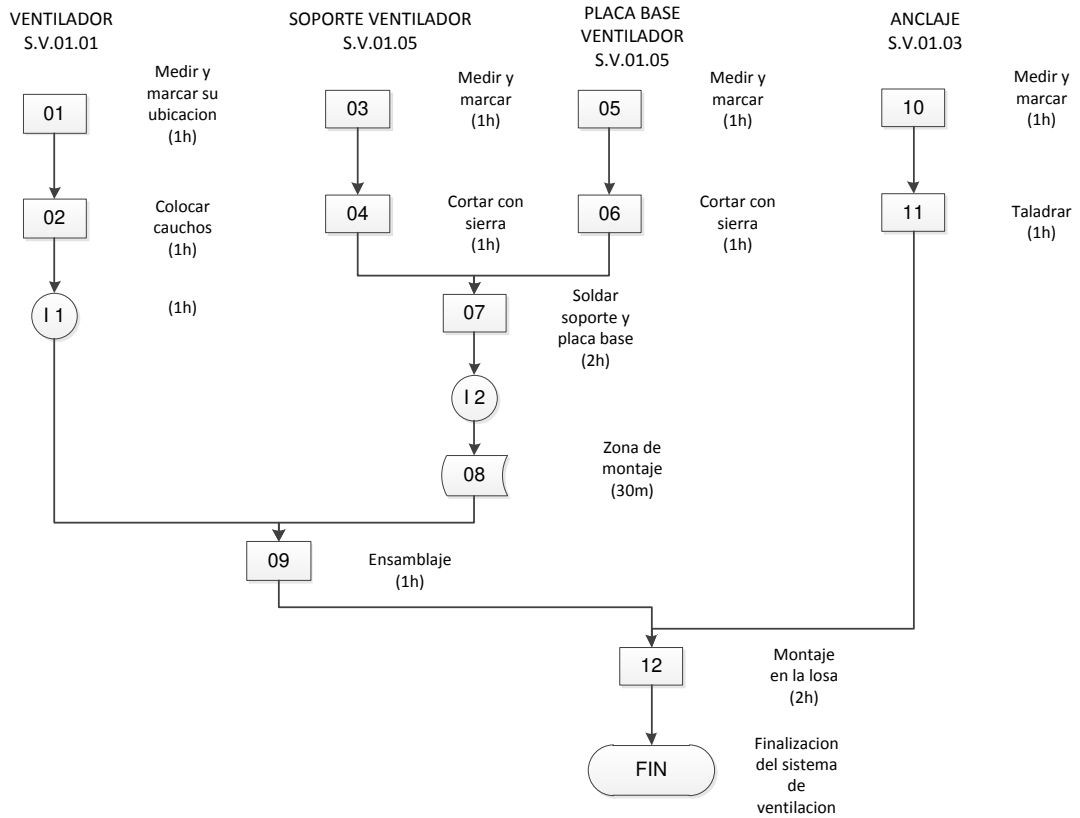 VENTILADOR
S.V.01.01
SOPORTE VENTILADOR
S.V.01.05
PLACA BASE
VENTILADOR
S.V.01.05
ANCLAJE
S.V.01.03
01
Medir y
marcar su
ubicacion
(1h)
03
Medir y
marcar
(1h)
05
Medir y
marcar
(1h)
10
Medir y
marcar
(1h)
02
Colocar
cauchos
(1h)
04
Cortar con
sierra
(1h)
06
Cortar con
sierra
(1h)
11
Taladrar
(1h)
I 1
(1h)
07
Soldar
soporte y
placa base
(2h)
I 2
08
Zona de
montaje
(30m)
09
Ensamblaje
(1h)
12
Montaje
en la losa
(2h)
FIN
Finalizacion
del sistema
de
ventilacion